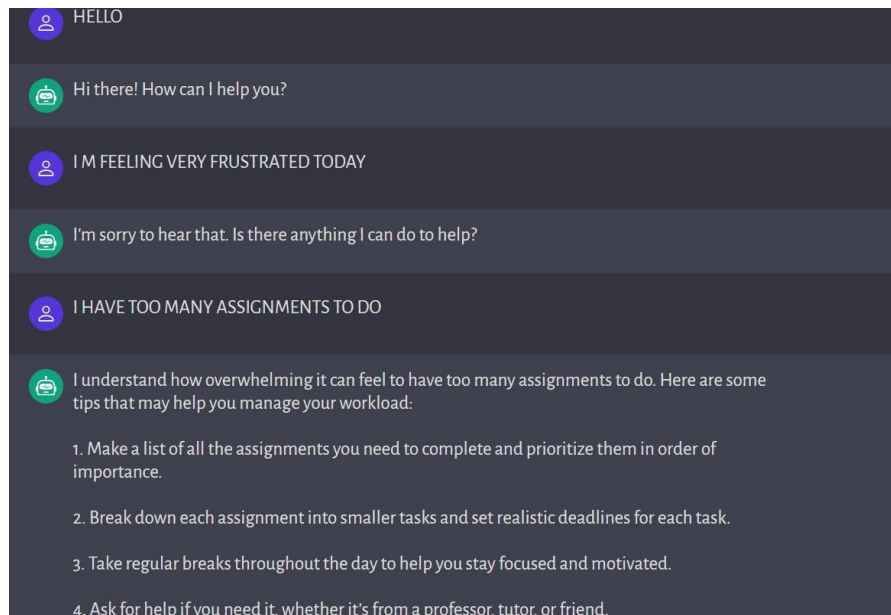 HELLO
Hi there! How can I help you?
I M FEELING VERY FRUSTRATED TODAY
I'm sorry to hear that. Is there anything I can do to help?
I HAVE TOO MANY ASSIGNMENTS TO DO
I understand how overwhelming it can feel to have too many assignments to do. Here are some
tips that may help you manage your workload:
1. Make a list of all the assignments you need to complete and prioritize them in order of
importance.
2. Break down each assignment into smaller tasks and set realistic deadlines for each task.
3. Take regular breaks throughout the day to help you stay focused and motivated.
4. Ask for help if you need it, whether it's from a professor, tutor, or friend.